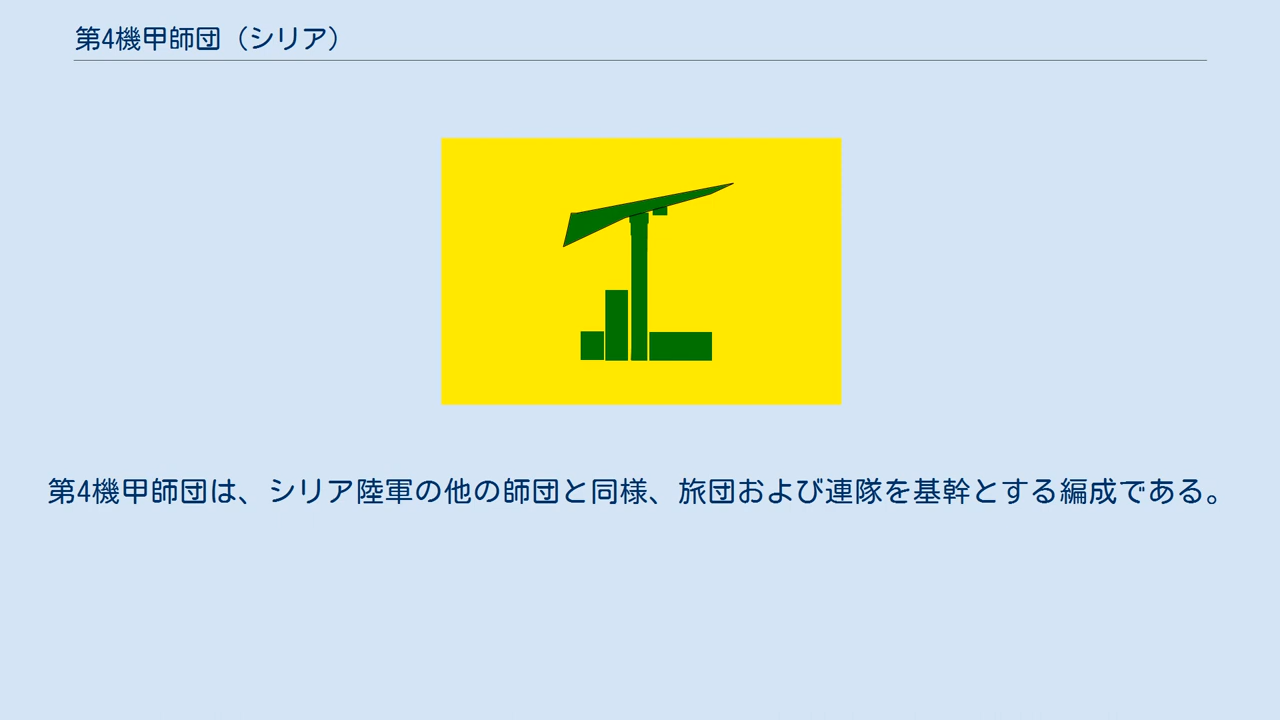 第4機甲師団（シリア）
第4機甲師団は、シリア陸軍の他の師団と同様、旅団および連隊を基幹とする編成である。